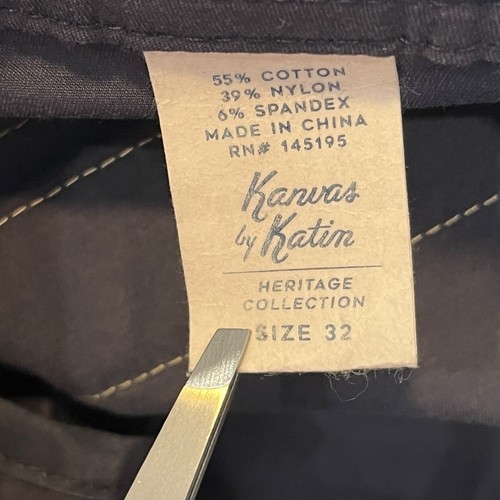 55% COTTON
39% NYLON
6% SPANDEX
MADE IN CHINA
RN# 145195
Kanvas
by Katin
HERITAGE
COLLECTION
SIZE 32